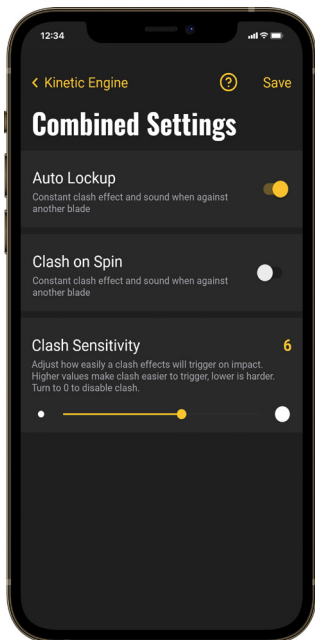 12:34
Kinetic Engine
Save
Combined Settings
Auto Lockup
Constant clash effect and sound when against
another blade
Clash on Spin
Constant clash effect and sound when against
another blade
Clash Sensitivity 6
Adjust how easily a clash effects will trigger on impact.
Higher values make clash easier to trigger, lower is harder.
Turn to 0 to disable clash.